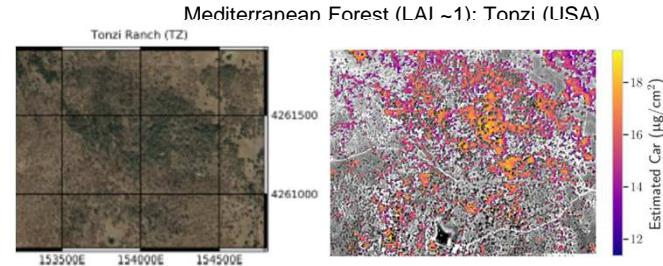 Mediterranean Forest (LAI ~1): Tonzi (USA)
Tonzi Ranch (TZ)
4261500
4261000
153500E 154000E 154500E
18
16
14
12
Estimated Car (μg/cm²)